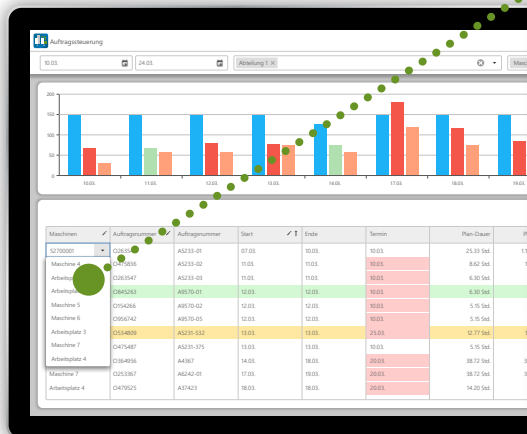 Auftragssteuerung
10.03. 24.03. Abteilung 1 × Masc
200
150
100
50
0
10.03. 11.03. 12.03. 13.03. 14.03. 17.03. 18.03. 19.03.
Maschinen Auftragsnummer Auftragsnummer Start Ende Termin Plan-Dauer
52700001 O2635 A5233-01 07.03. 10.03. 10.03. 25.33 Std.
Maschine 4 O475836 A5233-02 11.03. 11.03. 10.03. 8.62 Std.
O263547 A5233-03 11.03. 11.03. 10.03. 6.30 Std.
O845263 A9570-01 12.03. 12.03. 10.03. 6.30 Std.
Maschine 5 O154266 A9570-02 12.03. 12.03. 10.03. 5.15 Std.
Maschine 6 O956742 A9570-05 12.03. 12.03. 10.03. 5.15 Std.
Arbeitsplatz 3 O534809 A5231-532 13.03. 13.03. 25.03. 12.77 Std.
Maschine 7 O475487 A5231-375 13.03. 13.03. 10.03. 5.15 Std.
Arbeitsplatz 4 O364956 A4367 14.03. 18.03. 20.03. 38.72 Std.
Maschine 7 O253367 A6242-01 17.03. 19.03. 20.03. 38.72 Std.
Arbeitsplatz 4 O479525 A37423 18.03. 18.03. 20.03. 14.20 Std.